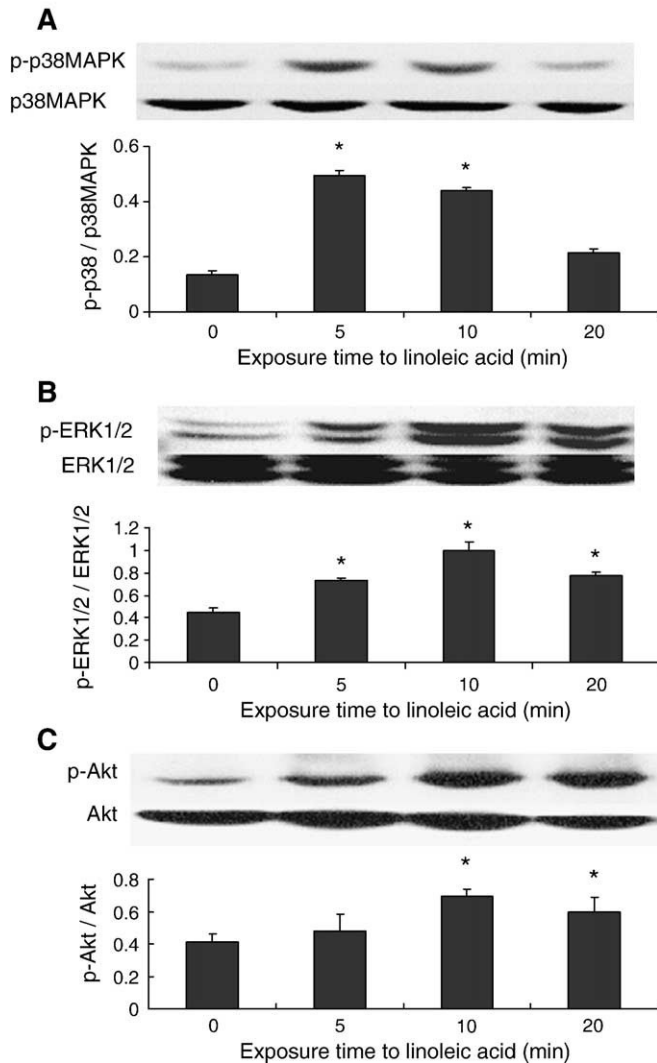 A
p-p38MAPK
p38MAPK
p-p38 / p38MAPK
0.6
0.4
0.2
0
* *
0 5 10 20
Exposure time to linoleic acid (min)
B
p-ERK1/2
ERK1/2
p-ERK1/2 / ERK1/2
1.2
1
0.8
0.6
0.4
0.2
0
* * *
0 5 10 20
Exposure time to linoleic acid (min)
C
p-Akt
Akt
p-Akt / Akt
0.8
0.6
0.4
0.2
0
* *
0 5 10 20
Exposure time to linoleic acid (min)